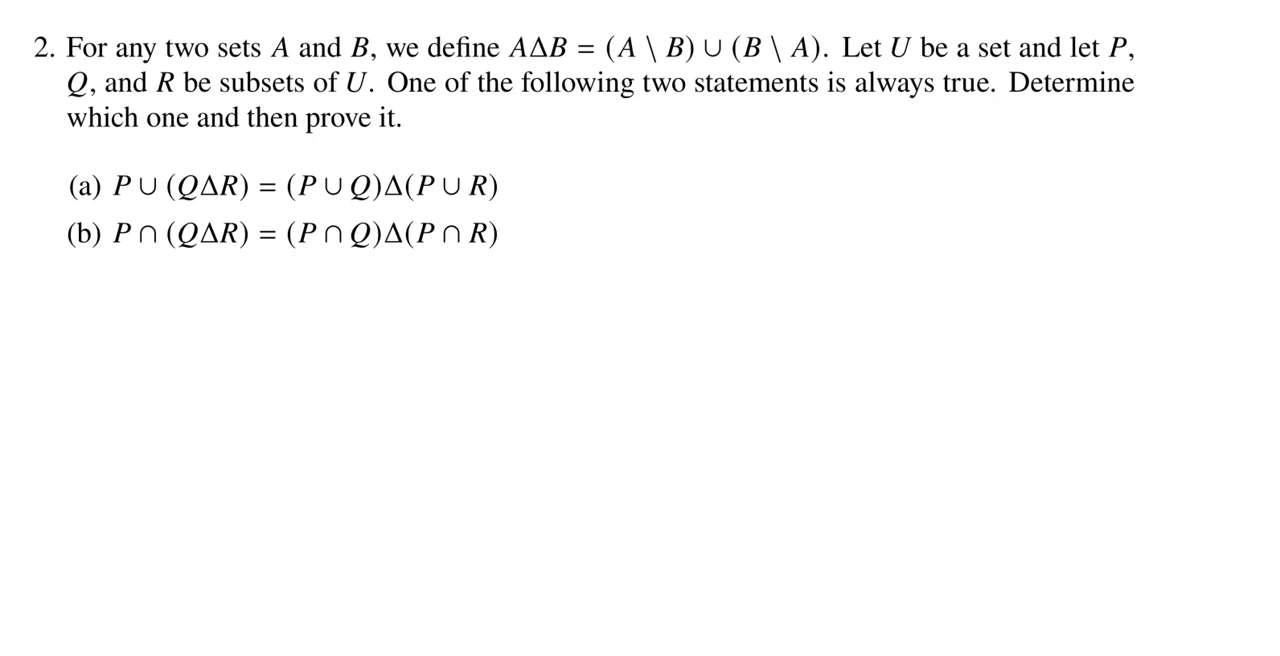 2. For any two sets A and B, we define AΔB = (A \ B) ∪ (B \ A). Let U be a set and let P,
Q, and R be subsets of U. One of the following two statements is always true. Determine
which one and then prove it.
(a) P ∪ (QΔR) = (P ∪ Q)Δ(P ∪ R)
(b) P ∩ (QΔR) = (P ∩ Q)Δ(P ∩ R)